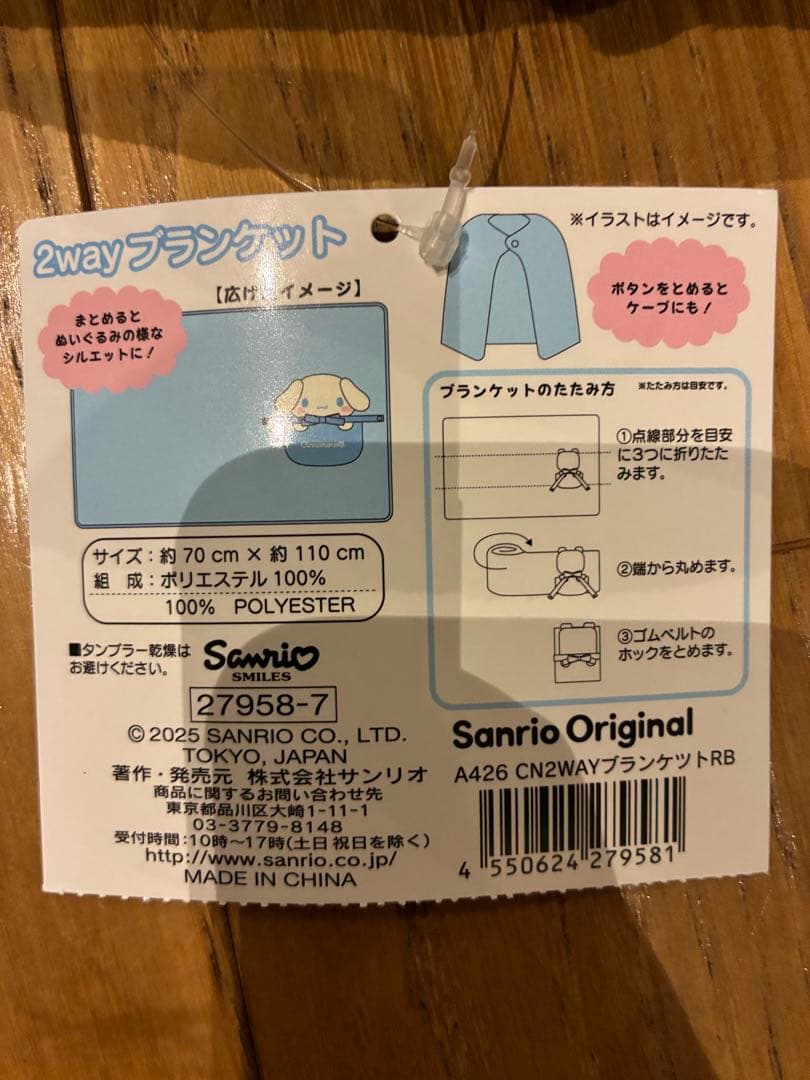 2wayブランケット
※イラストはイメージです。
まとめると
ぬいぐるみの様な
シルエットに!
【広げ イメージ】
ボタンをとめると
ケープにも!
Cinnamoroll
サイズ:約 70 cm × 約 110 cm
組 成:ポリエステル 100%
100% POLYESTER
■タンブラー乾燥は
お避けください。
Sanrio
SMILES
27958-7
© 2025 SANRIO CO., LTD.
TOKYO, JAPAN
著作・発売元 株式会社サンリオ
商品に関するお問い合わせ先
東京都品川区大崎1-11-1
03-3779-8148
受付時間:10時～17時(土日祝日を除く)
http://www.sanrio.co.jp/
MADE IN CHINA
ブランケットのたたみ方 ※たたみ方は目安です。
①点線部分を目安
に3つに折りたた
みます。
②端から丸めます。
③ゴムベルトの
ホックをとめます。
Sanrio Original
A426 CN2WAYブランケツトRB
4 550624 279581